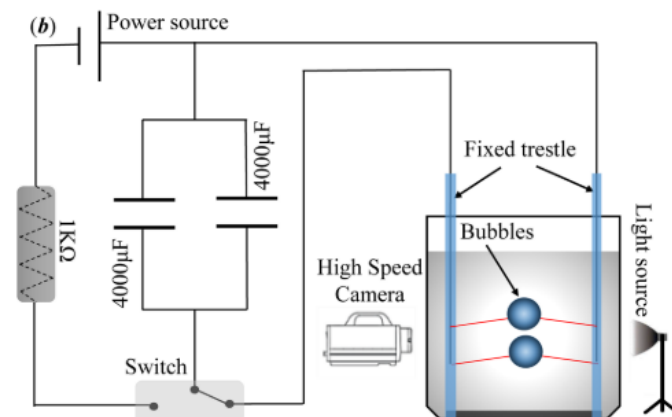 (b)
Power source
4000μF
4000μF
1KΩ
Switch
Fixed trestle
Bubbles
High Speed
Camera
Light source